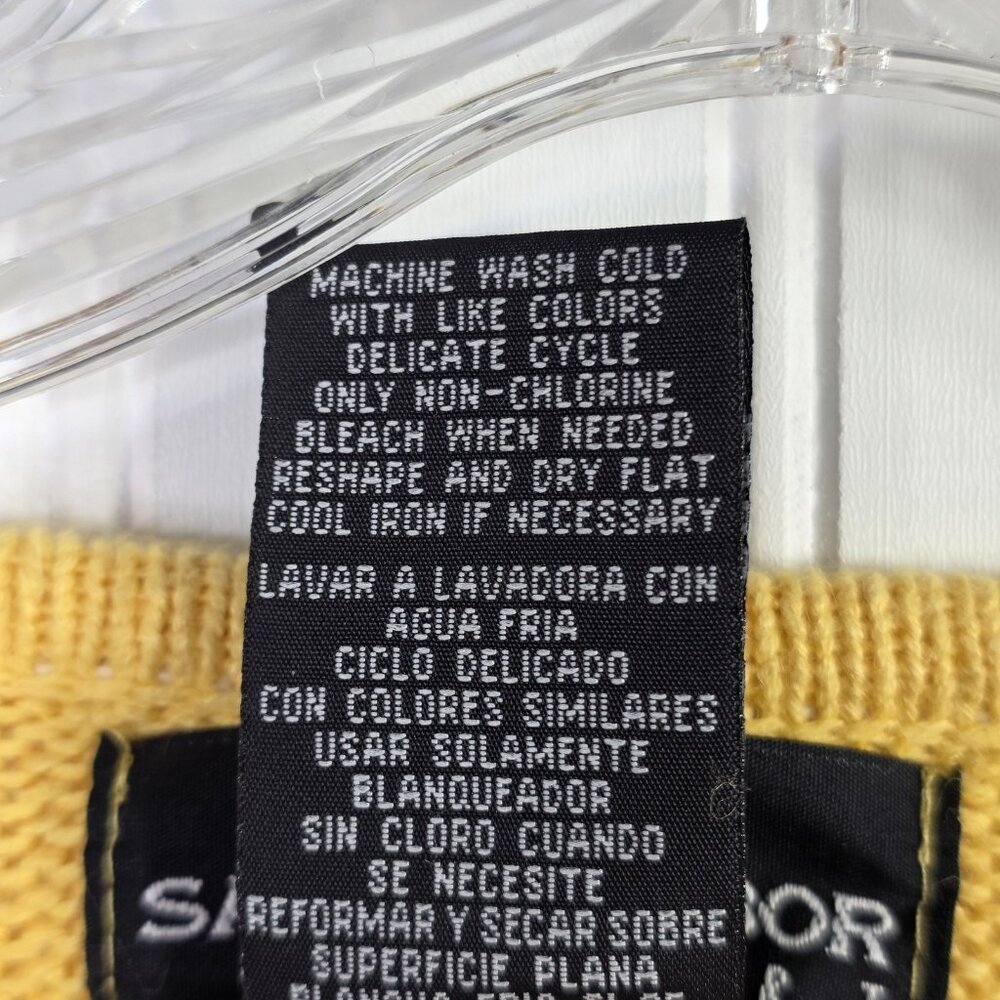 MACHINE WASH COLD
WITH LIKE COLORS
DELICATE CYCLE
ONLY NON-CHLORINE
BLEACH WHEN NEEDED
RESHAPE AND DRY FLAT
COOL IRON IF NECESSARY
LAVAR A LAVADORA CON
AGUA FRIA
CICLO DELICADO
CON COLORES SIMILARES
USAR SOLAMENTE
BLANQUEADOR
SIN CLORO CUANDO
SE NECESITE
REFORMAR Y SECAR SOBRE
SUPERFICIE PLANA